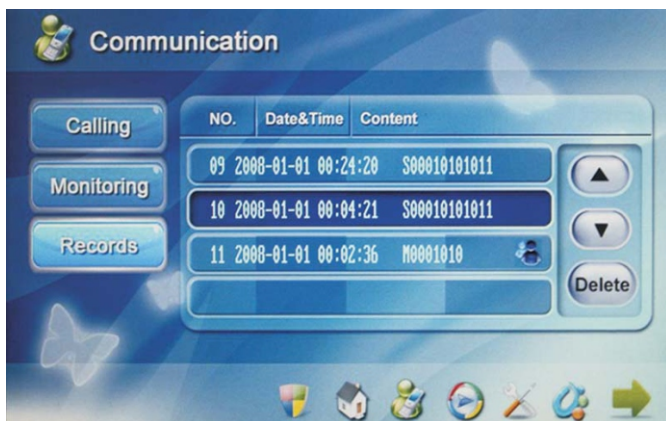 Communication
Calling
Monitoring
Records
NO. Date&Time Content
09 2008-01-01 00:24:20 S00010101011
10 2008-01-01 00:04:21 S00010101011
11 2008-01-01 00:02:36 M0001010
Delete